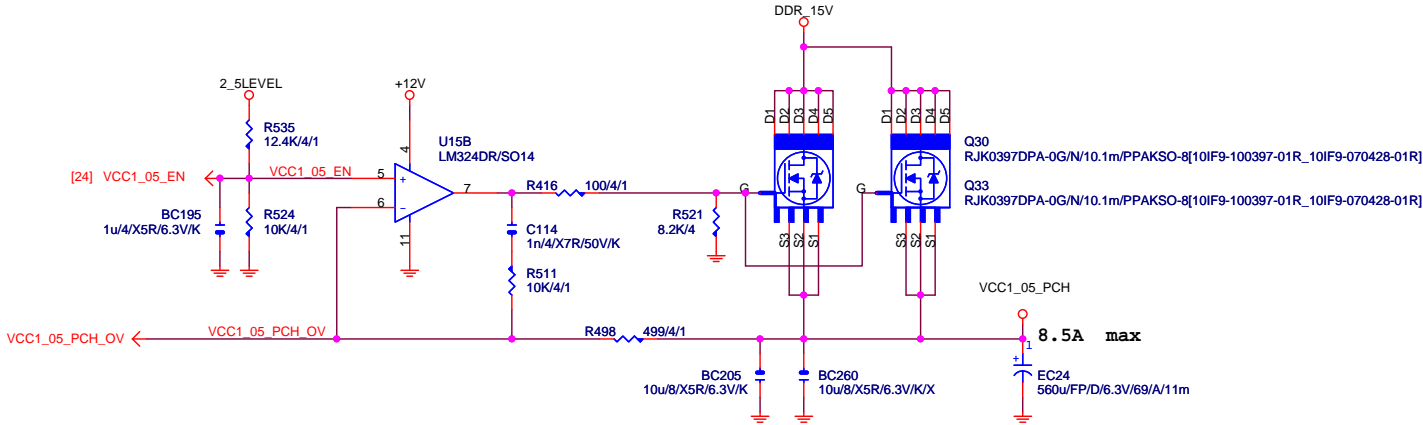 DDR_15V
2_5LEVEL
+12V
R535
12.4K/4/1
4
U15B
LM324DR/SO14
D1
D2
D3
D4
D5
D1
D2
D3
D4
D5
Q30
RJK0397DPA-0G/N/10.1m/PPAKSO-8[10IF9-100397-01R_10IF9-070428-01R]
Q33
RJK0397DPA-0G/N/10.1m/PPAKSO-8[10IF9-100397-01R_10IF9-070428-01R]
[24] VCC1_05_EN
VCC1_05_EN
5
+
6
−
7
11
R416
100/4/1
G
G
BC195
1u/4/X5R/6.3V/K
R524
10K/4/1
C114
1n/4/X7R/50V/K
R521
8.2K/4
S3
S2
S1
S3
S2
S1
R511
10K/4/1
VCC1_05_PCH
VCC1_05_PCH_OV
VCC1_05_PCH_OV
R498
499/4/1
8.5A max
1
+
BC205
10u/8/X5R/6.3V/K
BC260
10u/8/X5R/6.3V/K/X
EC24
560u/FP/D/6.3V/69/A/11m